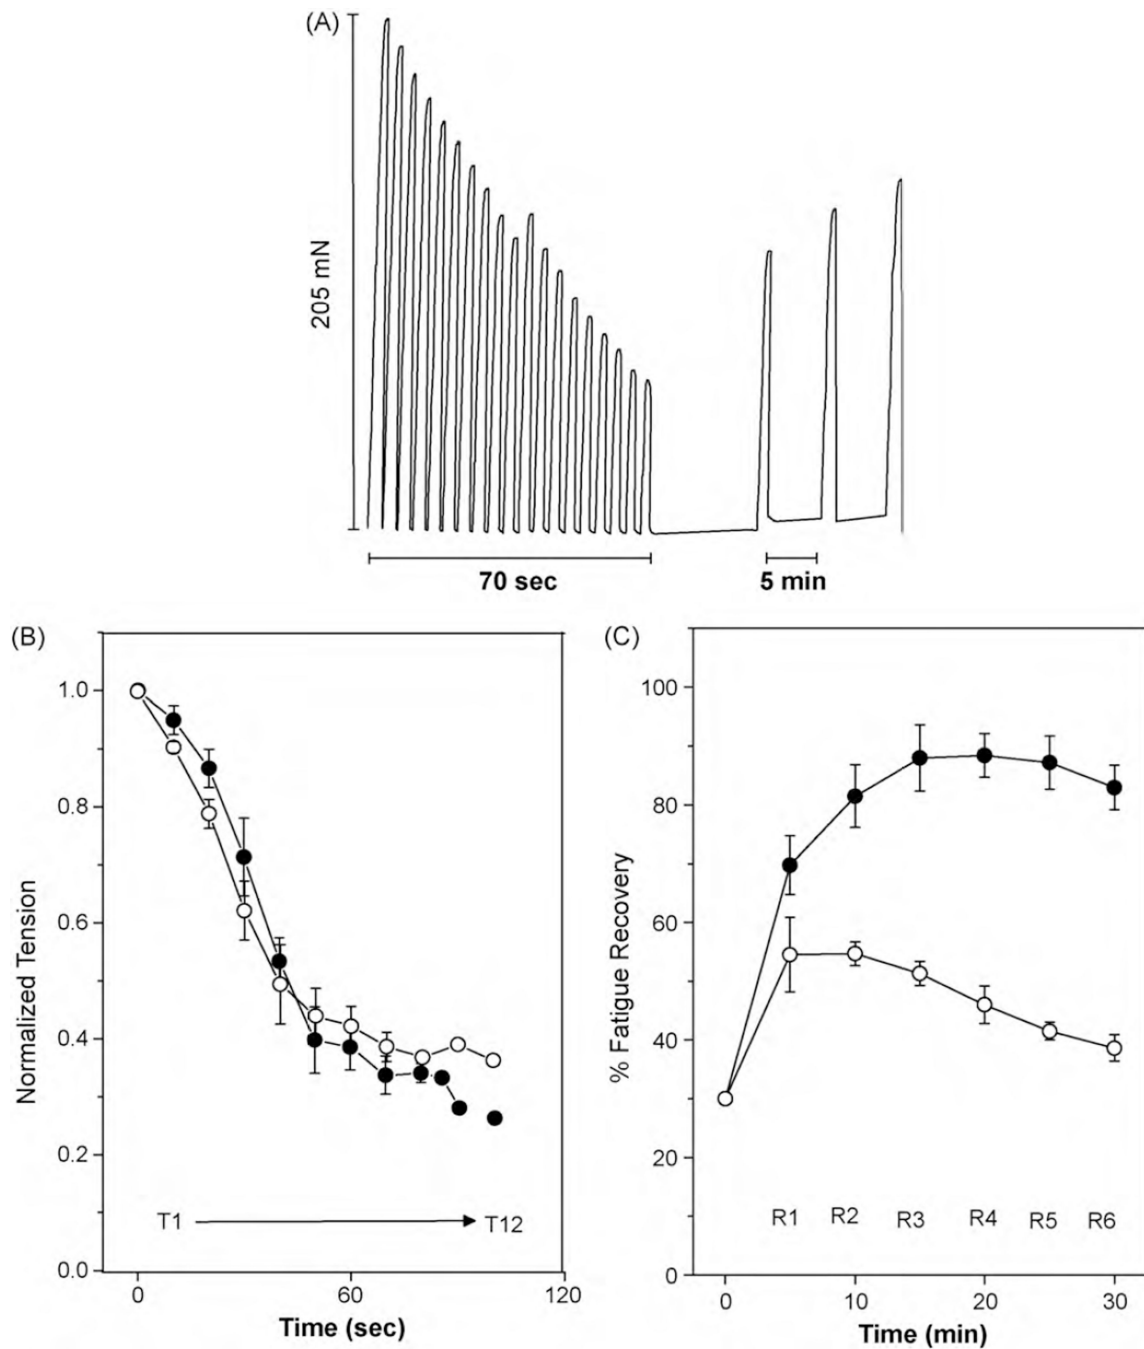 (A)
205 mN
70 sec
5 min
(B)
1.0
0.8
0.6
0.4
0.2
0.0
Normalized Tension
T1
T12
0
60
120
Time (sec)
(C)
100
80
60
40
20
0
% Fatigue Recovery
R1 R2 R3 R4 R5 R6
0
10
20
30
Time (min)